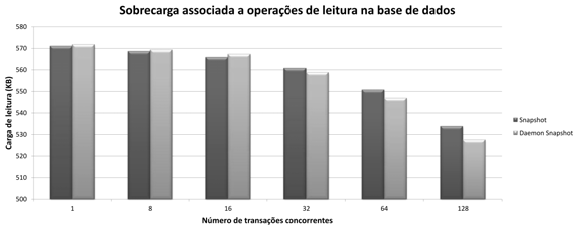 Sobrecarga associada a operações de leitura na base de dados
580
570
560
550
540
530
520
510
500
Carga de leitura (KB)
1 8 16 32 64 128
Número de transações concorrentes
Snapshot
Daemon Snapshot